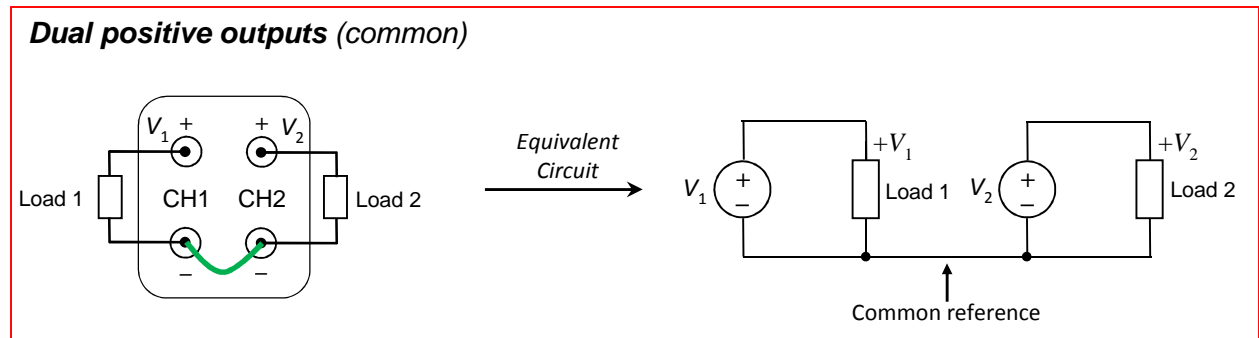 Dual positive outputs (common)
V1 + + V2
Load 1 CH1 CH2 Load 2
– –
Equivalent
Circuit
+V1 +V2
V1 + – Load 1 V2 + – Load 2
Common reference